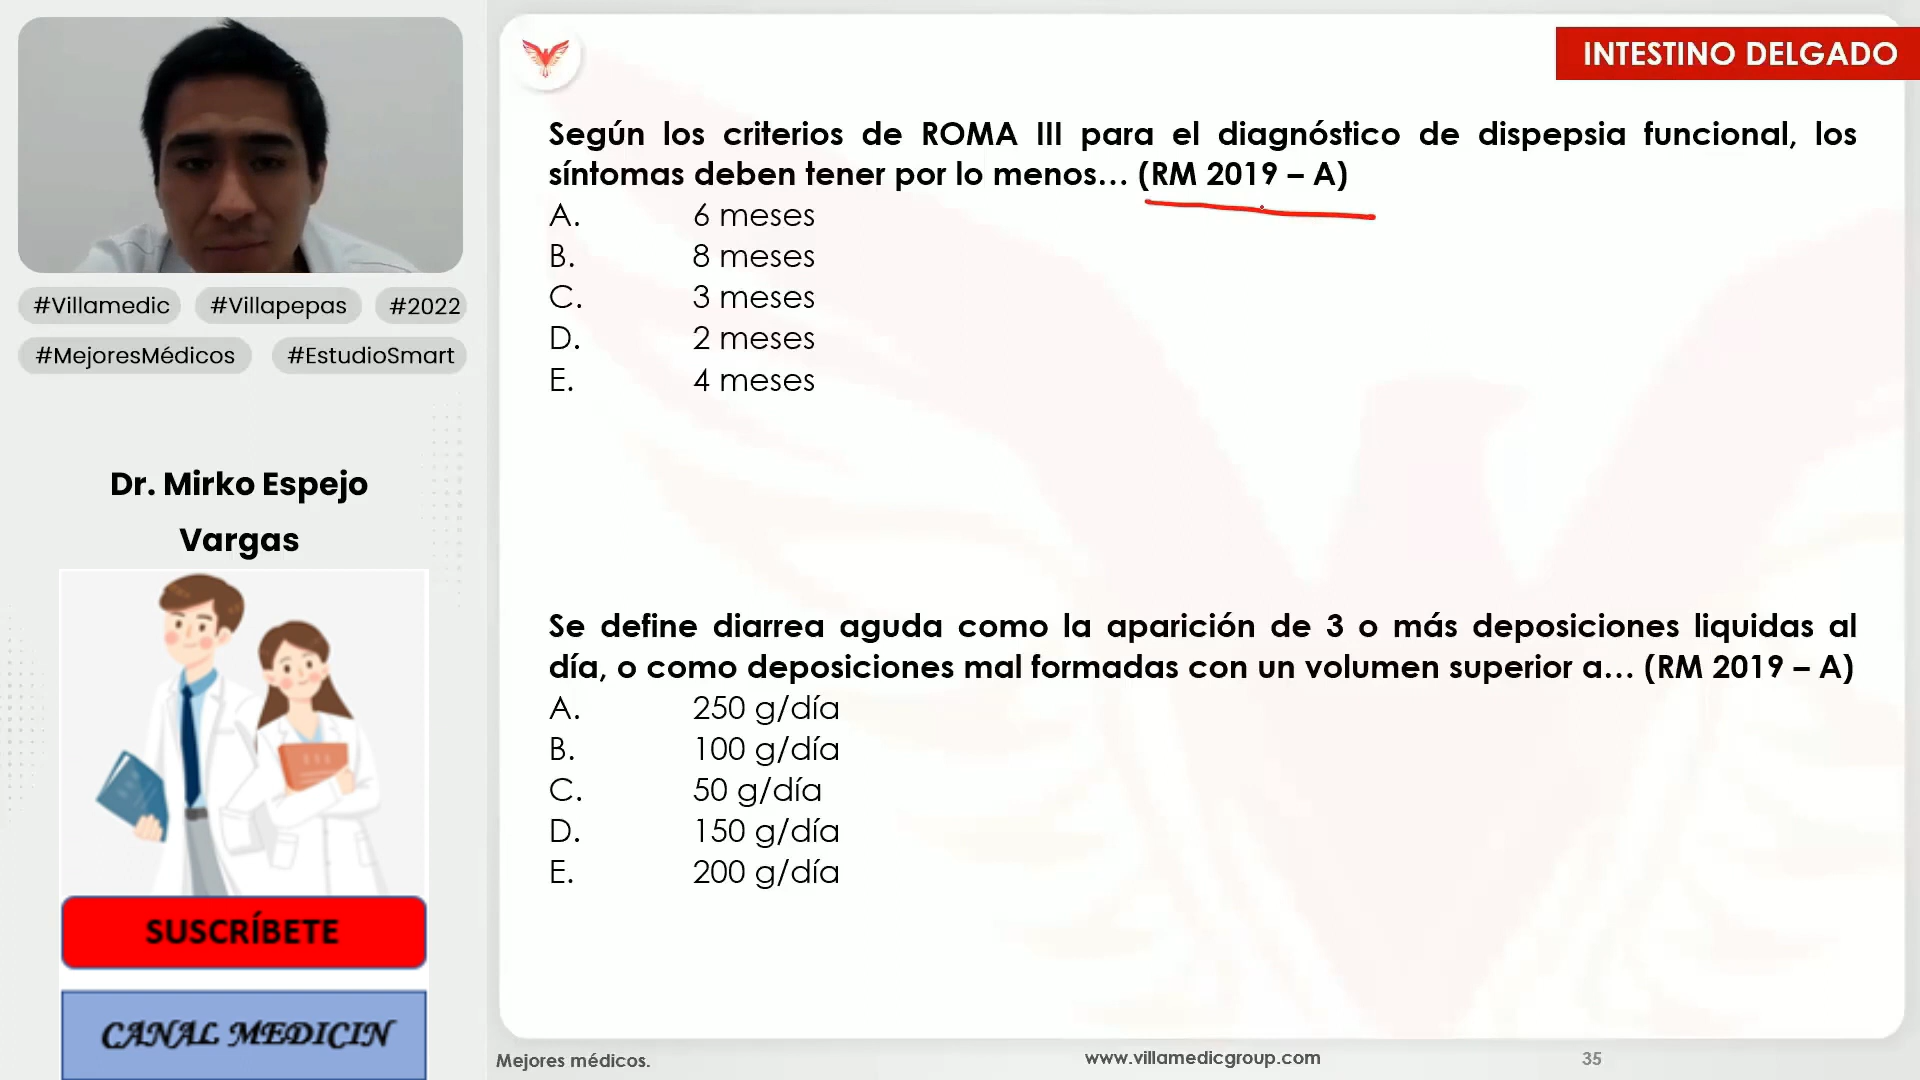 INTESTINO DELGADO
Según los criterios de ROMA III para el diagnóstico de dispepsia funcional, los
síntomas deben tener por lo menos... (RM 2019 – A)
A. 6 meses
B. 8 meses
C. 3 meses
D. 2 meses
E. 4 meses
Se define diarrea aguda como la aparición de 3 o más deposiciones liquidas al
día, o como deposiciones mal formadas con un volumen superior a... (RM 2019 – A)
A. 250 g/día
B. 100 g/día
C. 50 g/día
D. 150 g/día
E. 200 g/día
#Villamedic #Villapepas #2022
#MejoresMédicos #EstudioSmart
Dr. Mirko Espejo
Vargas
SUSCRÍBETE
CANAL MEDICIN
Mejores médicos. www.villamedicgroup.com 35